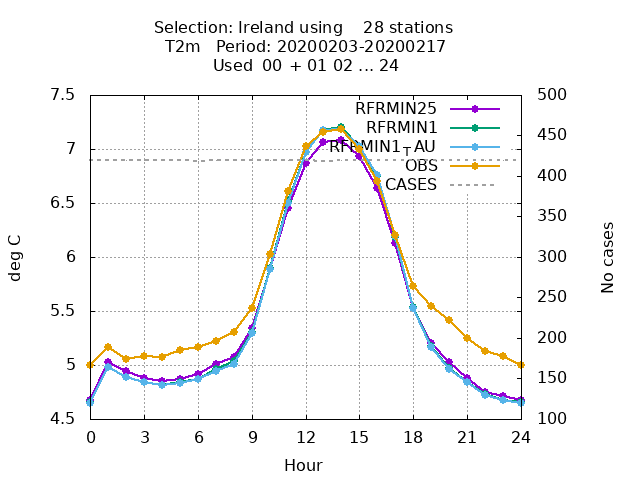 Selection: Ireland using    28 stations
T2m   Period: 20200203-20200217
Used  00  + 01 02 ... 24
7.5
7
6.5
6
5.5
5
4.5
500
450
400
350
300
250
200
150
100
deg C
No cases
RFRMIN25
RFRMIN1
RFRMIN1_AU
OBS
CASES
0 3 6 9 12 15 18 21 24
Hour